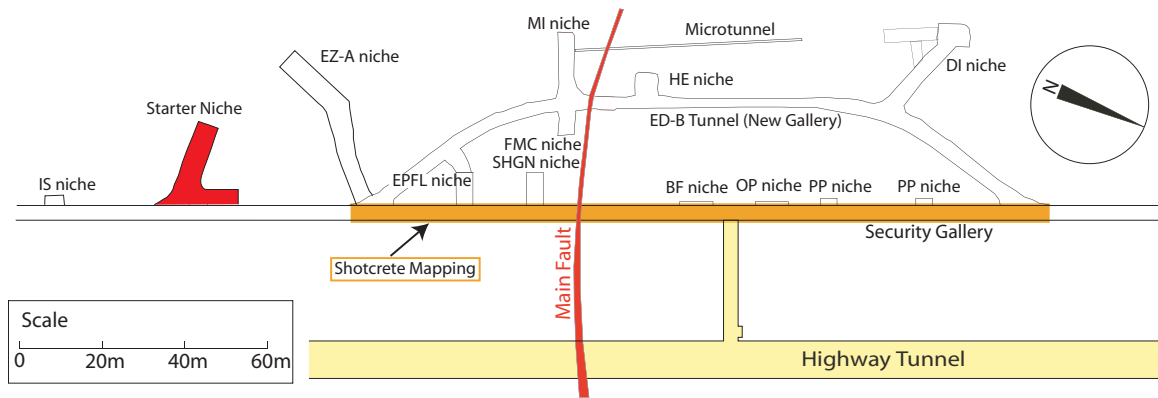 MI niche
Microtunnel
EZ-A niche
DI niche
HE niche
N
Starter Niche
ED-B Tunnel (New Gallery)
FMC niche
SHGN niche
IS niche
EPFL niche
BF niche
OP niche
PP niche
PP niche
Security Gallery
Shotcrete Mapping
Main Fault
Scale
0
20m
40m
60m
Highway Tunnel